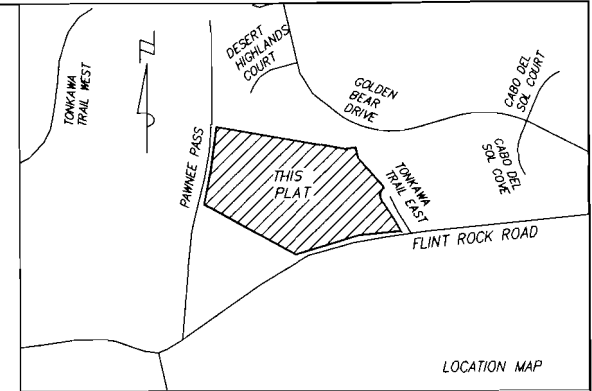 TONKAWA
TRAIL WEST
N
DESERT
HIGHLANDS
COURT
GOLDEN
BEAR
DRIVE
CABO DEL
SOL COURT
CABO DEL
SOL COVE
PAWNEE PASS
THIS
PLAT
TONKAWA
TRAIL EAST
FLINT ROCK ROAD
LOCATION MAP